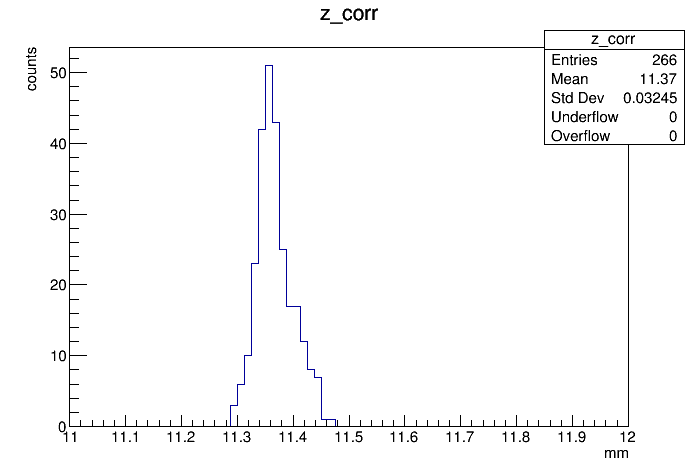 z_corr
z_corr
Entries 266
Mean 11.37
Std Dev 0.03245
Underflow 0
Overflow 0
counts
50
40
30
20
10
0
11 11.1 11.2 11.3 11.4 11.5 11.6 11.7 11.8 11.9 12
mm